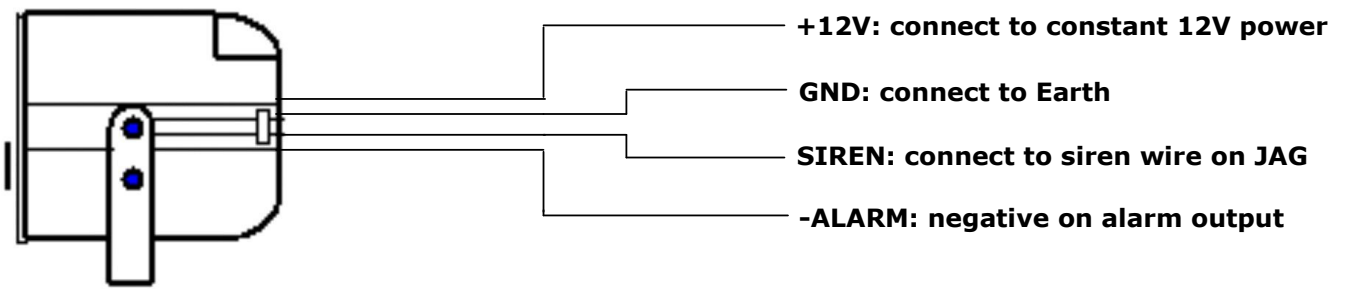 +12V: connect to constant 12V power
GND: connect to Earth
SIREN: connect to siren wire on JAG
-ALARM: negative on alarm output